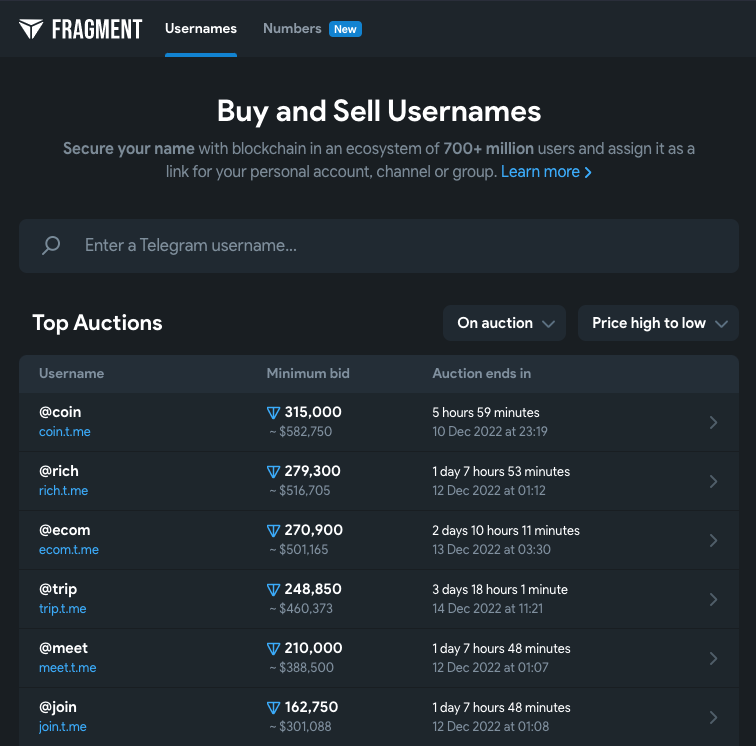 FRAGMENT Usernames Numbers New
Buy and Sell Usernames
Secure your name with blockchain in an ecosystem of 700+ million users and assign it as a
link for your personal account, channel or group. Learn more
Enter a Telegram username...
Top Auctions On auction Price high to low
Username Minimum bid Auction ends in
@coin 315,000 5 hours 59 minutes
coin.t.me ~ $582,750 10 Dec 2022 at 23:19
@rich 279,300 1 day 7 hours 53 minutes
rich.t.me ~ $516,705 12 Dec 2022 at 01:12
@ecom 270,900 2 days 10 hours 11 minutes
ecom.t.me ~ $501,165 13 Dec 2022 at 03:30
@trip 248,850 3 days 18 hours 1 minute
trip.t.me ~ $460,373 14 Dec 2022 at 11:21
@meet 210,000 1 day 7 hours 48 minutes
meet.t.me ~ $388,500 12 Dec 2022 at 01:07
@join 162,750 1 day 7 hours 48 minutes
join.t.me ~ $301,088 12 Dec 2022 at 01:08